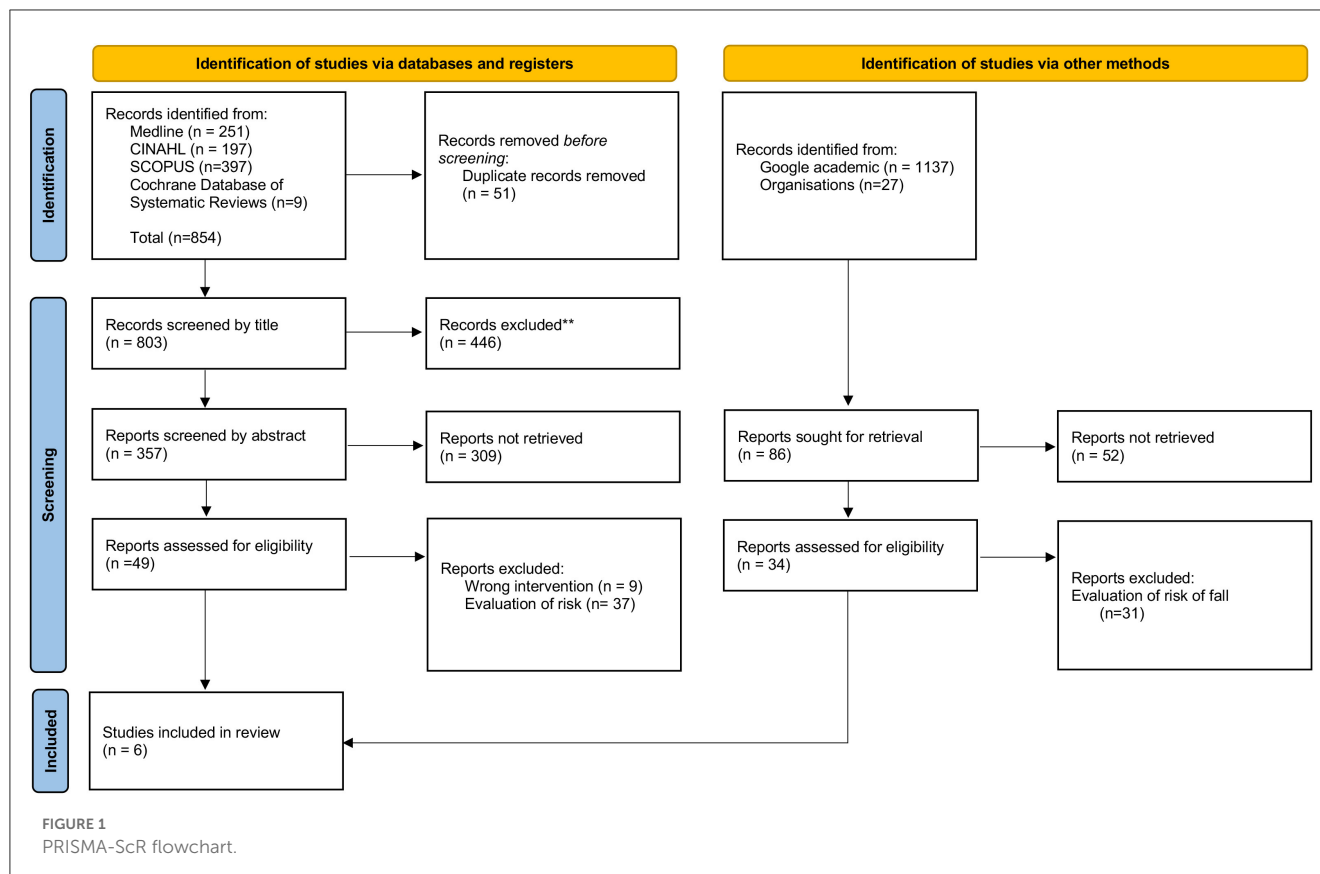 Identification of studies via databases and registers
Identification of studies via other methods
Identification
Records identified from:
Medline (n = 251)
CINAHL (n = 197)
SCOPUS (n=397)
Cochrane Database of
Systematic Reviews (n=9)
Total (n=854)
Records removed before
screening:
Duplicate records removed
(n = 51)
Records identified from:
Google academic (n = 1137)
Organisations (n=27)
Screening
Records screened by title
(n = 803)
Records excluded**
(n = 446)
Reports screened by abstract
(n = 357)
Reports not retrieved
(n = 309)
Reports sought for retrieval
(n = 86)
Reports not retrieved
(n = 52)
Reports assessed for eligibility
(n =49)
Reports excluded:
Wrong intervention (n = 9)
Evaluation of risk (n= 37)
Reports assessed for eligibility
(n = 34)
Reports excluded:
Evaluation of risk of fall
(n=31)
Included
Studies included in review
(n = 6)
FIGURE 1
PRISMA-ScR flowchart.